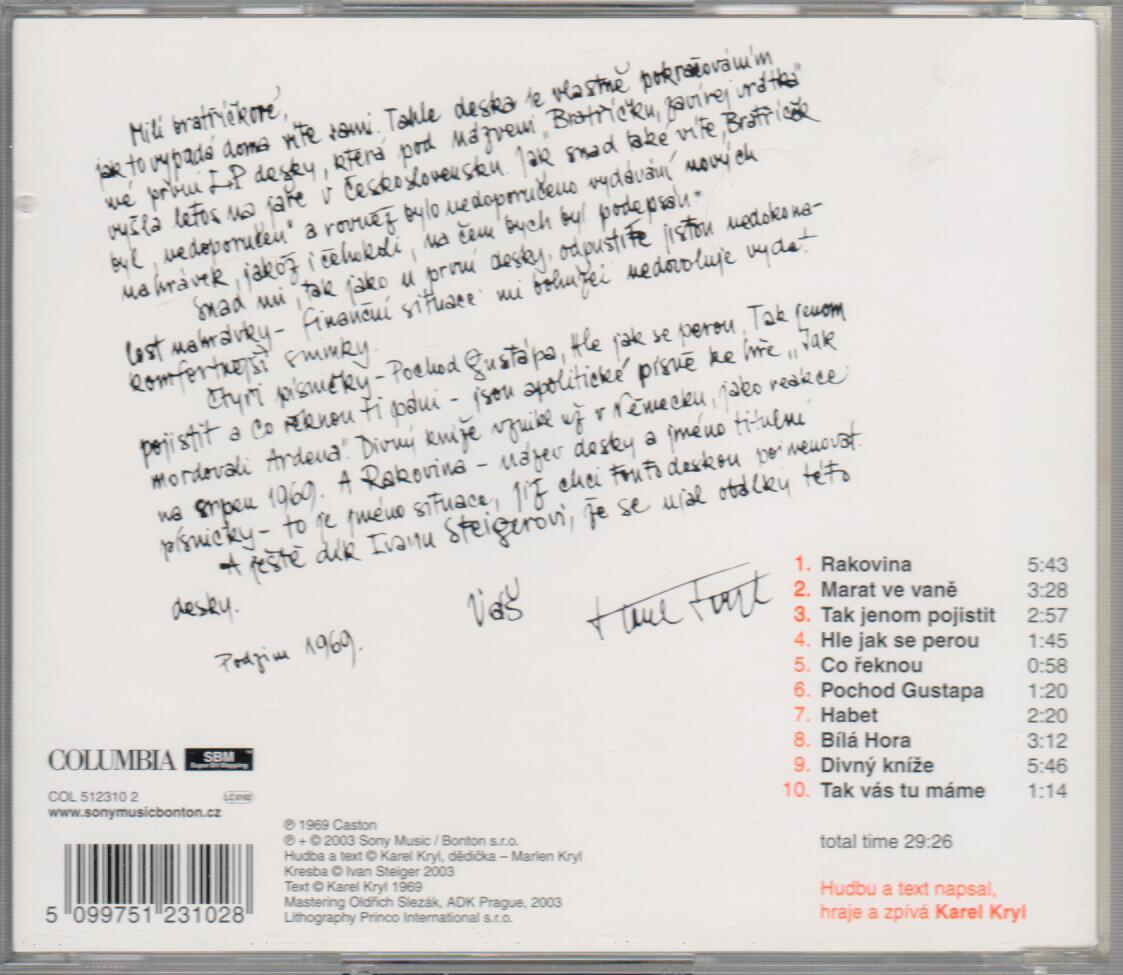 Milí bratříčkové,
jak to vypadá doma víte sami. Tahle deska je vlastně pokračováním
mé první LP desky, která pod názvem „Bratříčku, zavírej vrátka"
vyšla letos na jaře v Československu. Jak snad také víte, Bratříček
byl „nedoporučen" a rovněž bylo nedoporučeno vydávání nových
nahrávek, jakož i čehokoli, na čem bych byl podepsán.
Snad mi, tak jako u první desky, odpustíte jistou nedokona-
lost nahrávky - finanční situace mi bohužel nedovoluje vydat
komfortnější snímky.
Čtyři písničky - Pochod Gustapa, Hle jak se perou, Tak jenom
pojistit a Co řeknou ti páni - jsou apolitické písně ke hře „Jak
mordovali Ardena". Divný kníže vznikl už v Německu, jako reakce
na srpen 1969. A Rakovina - název desky a jméno titulní
písničky - to je jméno situace, jíž chci touto deskou pojmenovat.
A ještě dík Ivanu Steigerovi, že se ujal obálky této
desky.
Váš
Karel Kryl
Podzim 1969.
1. Rakovina 5:43
2. Marat ve vaně 3:28
3. Tak jenom pojistit 2:57
4. Hle jak se perou 1:45
5. Co řeknou 0:58
6. Pochod Gustapa 1:20
7. Habet 2:20
8. Bílá Hora 3:12
9. Divný kníže 5:46
10. Tak vás tu máme 1:14
total time 29:26
Hudbu a text napsal,
hraje a zpívá Karel Kryl
COLUMBIA SBM
Super Bit Mapping
COL 512310 2 LC 0162
www.sonymusicbonton.cz
℗ 1969 Caston
℗ + © 2003 Sony Music / Bonton s.r.o.
Hudba a text © Karel Kryl, dědička – Marlen Kryl
Kresba © Ivan Steiger 2003
Text © Karel Kryl 1969
Mastering Oldřich Slezák, ADK Prague, 2003
Lithography Princo International s.r.o.
5 099751 231028